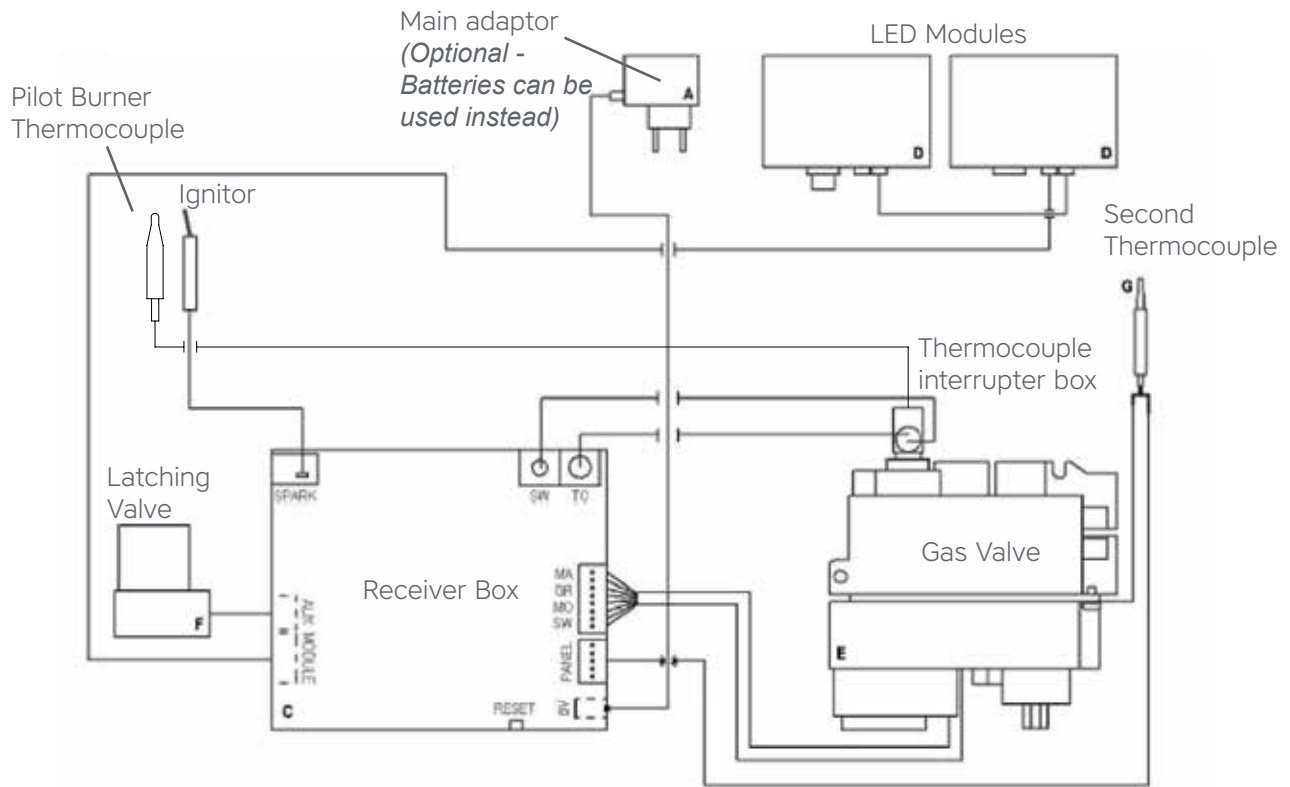 Main adaptor
(Optional -
Batteries can be
used instead)
LED Modules
Pilot Burner
Thermocouple
Ignitor
A
D
D
Second
Thermocouple
G
Thermocouple
interrupter box
SPARK
SW
TC
Latching
Valve
F
AUX MODULE
Receiver Box
MA
GR
MO
SW
PANEL
6V
RESET
C
Gas Valve
E